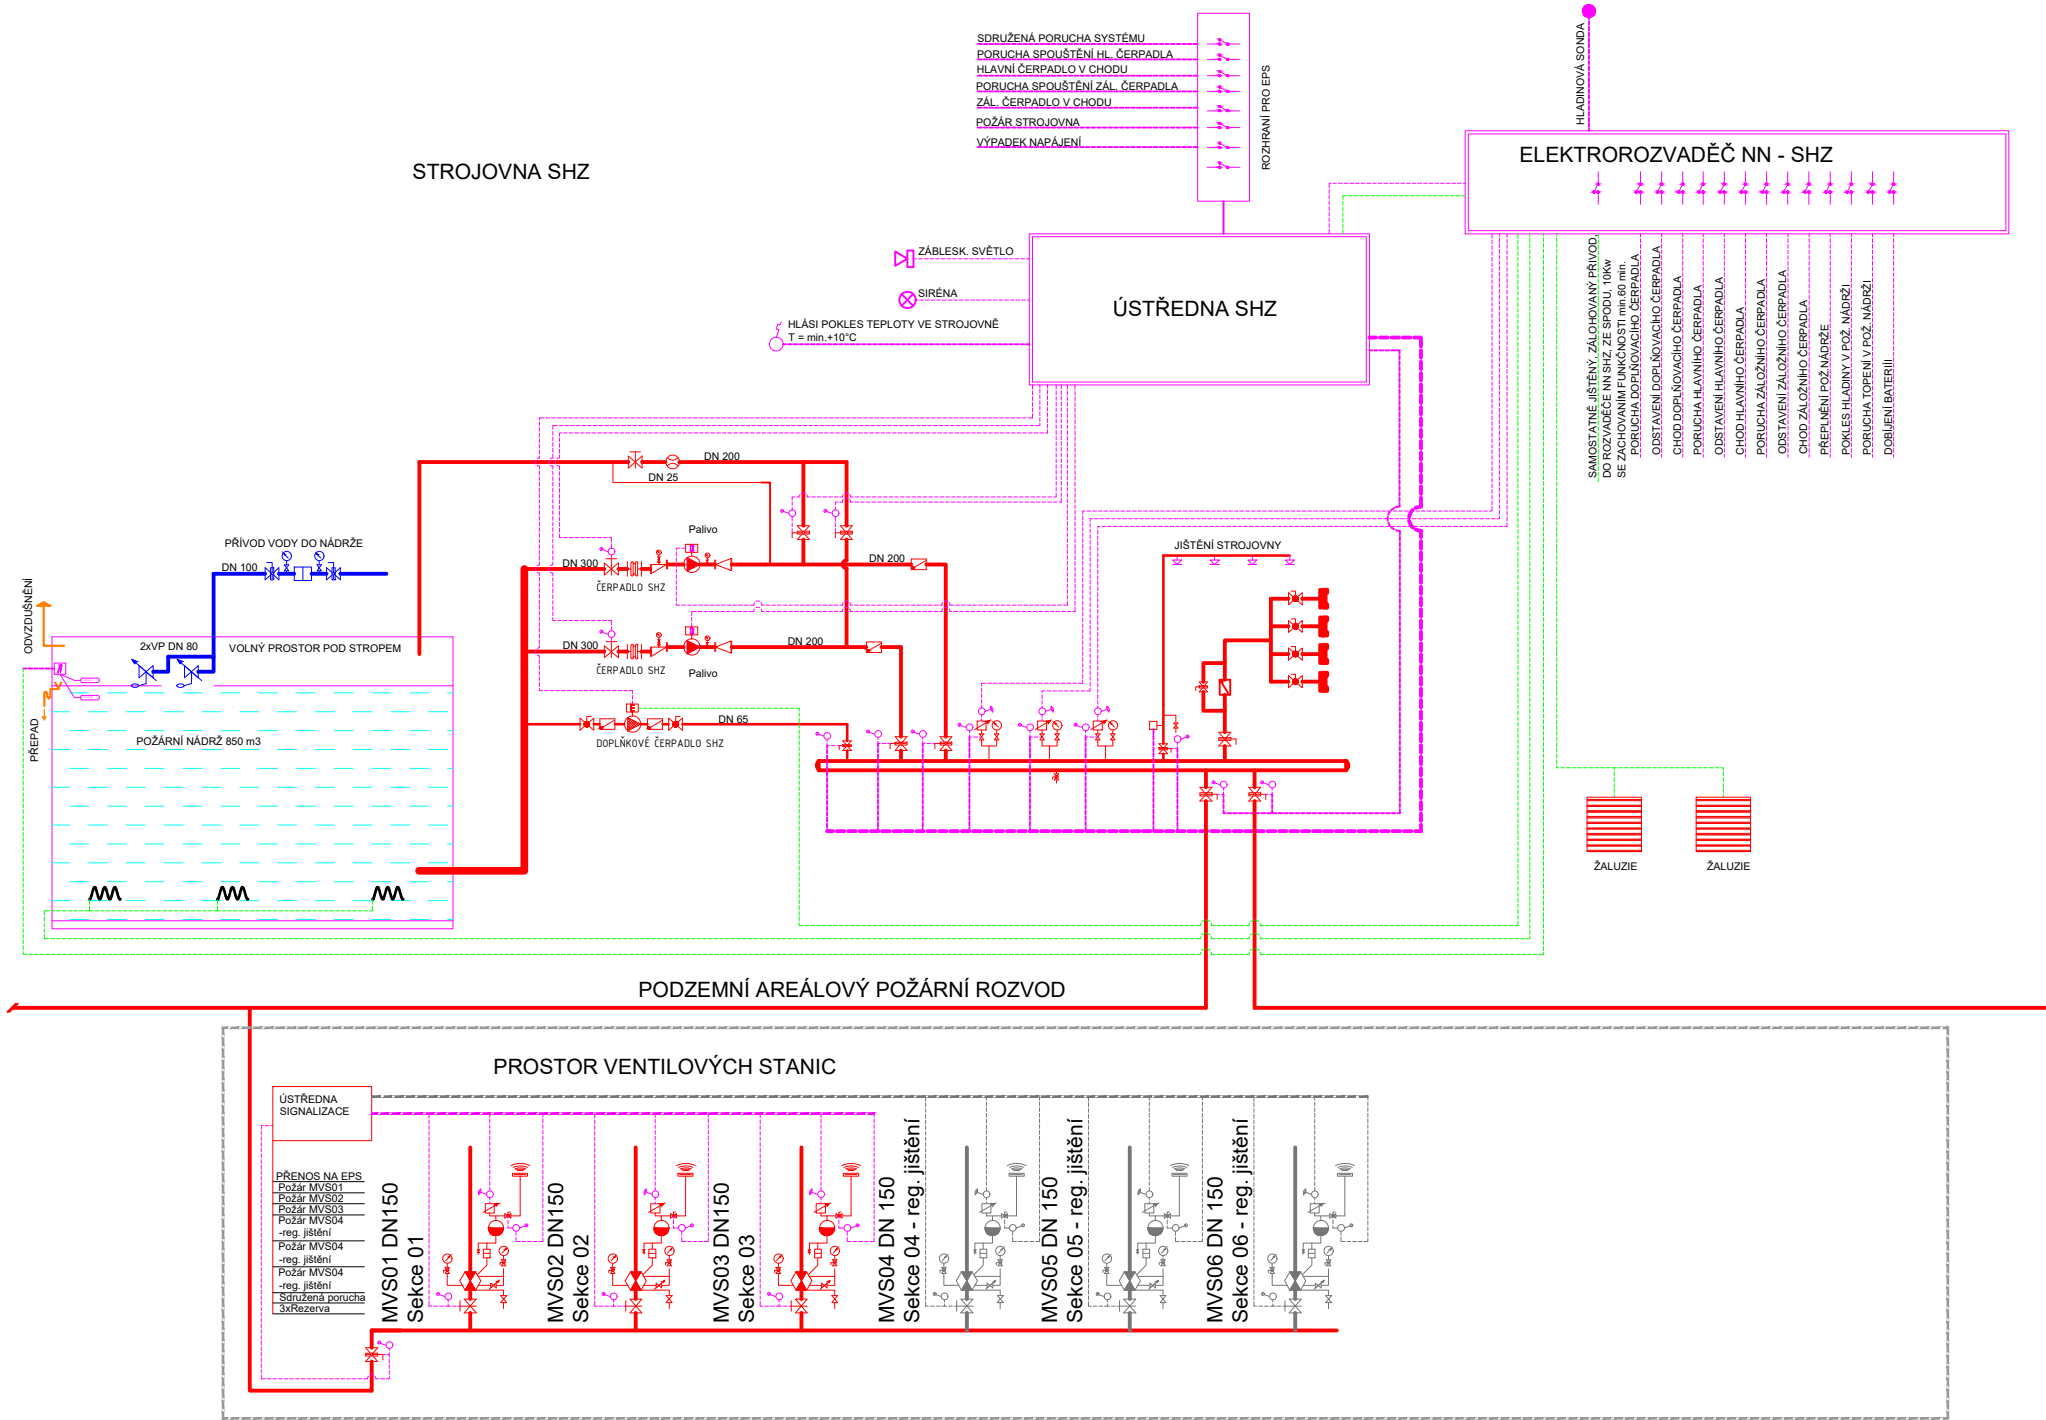 SDRUŽENÁ PORUCHA SYSTÉMU
PORUCHA SPOUŠTĚNÍ HL. ČERPADLA
HLAVNÍ ČERPADLO V CHODU
PORUCHA SPOUŠTĚNÍ ZÁL. ČERPADLA
ZÁL. ČERPADLO V CHODU
POŽÁR STROJOVNA
VÝPADEK NAPÁJENÍ
ROZHRANÍ PRO EPS
HLADINOVÁ SONDA
STROJOVNA SHZ
ELEKTROROZVADĚČ NN - SHZ
SAMOSTATNĚ JIŠTĚNÝ, ZÁLOHOVANÝ PŘIVOD
DO ROZVADĚČE NN SHZ, ZE SPODU, 10Kw
SE ZACHOVANÍM FUNKČNOSTI min.60 min.
PORUCHA DOPLŇOVACÍHO ČERPADLA
ODSTAVENÍ DOPLŇOVACÍHO ČERPADLA
CHOD DOPLŇOVACÍHO ČERPADLA
PORUCHA HLAVNÍHO ČERPADLA
ODSTAVENÍ HLAVNÍHO ČERPADLA
CHOD HLAVNÍHO ČERPADLA
PORUCHA ZÁLOŽNÍHO ČERPADLA
ODSTAVENÍ ZÁLOŽNÍHO ČERPADLA
CHOD ZÁLOŽNÍHO ČERPADLA
PŘEPLNĚNÍ POŽ.NÁDRŽE
POKLES HLADINY V POŽ. NÁDRŽI
PORUCHA TOPENÍ V POŽ. NÁDRŽI
DOBÍJENÍ BATERIÍ
ZÁBLESK. SVĚTLO
SIRÉNA
HLÁSI POKLES TEPLOTY VE STROJOVNĚ
T = min.+10°C
ÚSTŘEDNA SHZ
DN 200
DN 25
Palivo
PŘÍVOD VODY DO NÁDRŽE
DN 100
DN 300
ČERPADLO SHZ
DN 200
JIŠTĚNÍ STROJOVNY
ODVZDUŠNĚNÍ
2xVP DN 80
VOLNÝ PROSTOR POD STROPEM
DN 300
ČERPADLO SHZ
Palivo
DN 200
E
DN 65
DOPLŇKOVÉ ČERPADLO SHZ
PŘEPAD
POŽÁRNÍ NÁDRŽ 850 m3
ŽALUZIE
ŽALUZIE
PODZEMNÍ AREÁLOVÝ POŽÁRNÍ ROZVOD
PROSTOR VENTILOVÝCH STANIC
ÚSTŘEDNA
SIGNALIZACE
PŘENOS NA EPS
Požár MVS01
Požár MVS02
Požár MVS03
Požár MVS04
-reg. jištění
Požár MVS04
-reg. jištění
Požár MVS04
-reg. jištění
Sdružená porucha
3xRezerva
MVS01 DN150
Sekce 01
MVS02 DN150
Sekce 02
MVS03 DN150
Sekce 03
MVS04 DN 150
Sekce 04 - reg. jištění
MVS05 DN 150
Sekce 05 - reg. jištění
MVS06 DN 150
Sekce 06 - reg. jištění